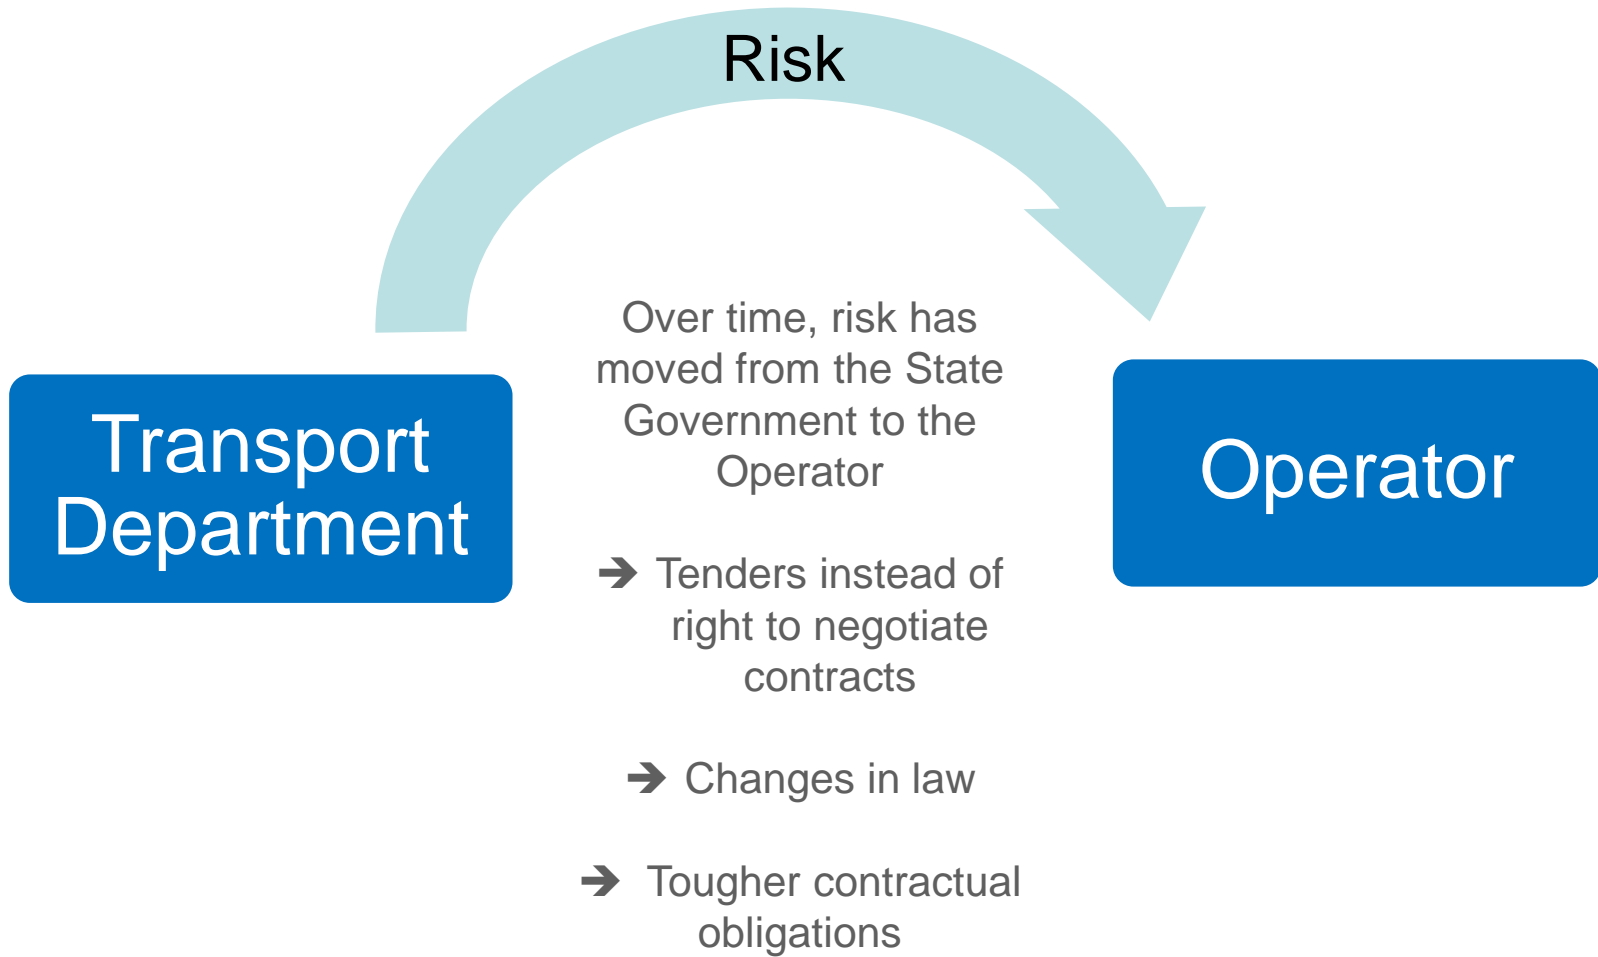 Risk
Transport
Department
Over time, risk has
moved from the State
Government to the
Operator
➔ Tenders instead of
right to negotiate
contracts
➔ Changes in law
➔ Tougher contractual
obligations
Operator